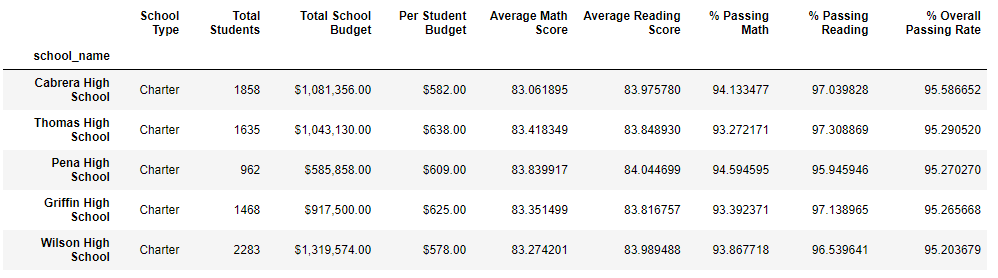 School Type Total Students Total School Budget Per Student Budget Average Math Score Average Reading Score % Passing Math % Passing Reading % Overall Passing Rate
school_name
Cabrera High School Charter 1858 $1,081,356.00 $582.00 83.061895 83.975780 94.133477 97.039828 95.586652
Thomas High School Charter 1635 $1,043,130.00 $638.00 83.418349 83.848930 93.272171 97.308869 95.290520
Pena High School Charter 962 $585,858.00 $609.00 83.839917 84.044699 94.594595 95.945946 95.270270
Griffin High School Charter 1468 $917,500.00 $625.00 83.351499 83.816757 93.392371 97.138965 95.265668
Wilson High School Charter 2283 $1,319,574.00 $578.00 83.274201 83.989488 93.867718 96.539641 95.203679